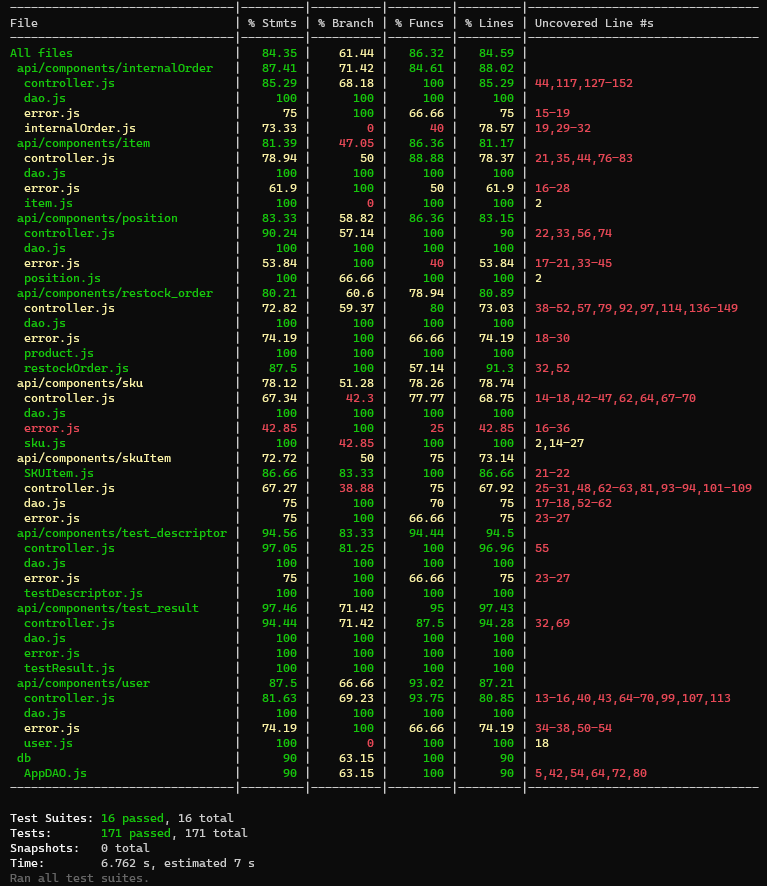 File | % Stmts | % Branch | % Funcs | % Lines | Uncovered Line #s
All files | 84.35 | 61.44 | 86.32 | 84.59 |
api/components/internalOrder | 87.41 | 71.42 | 84.61 | 88.02 |
controller.js | 85.29 | 68.18 | 100 | 85.29 | 44,117,127-152
dao.js | 100 | 100 | 100 | 100 |
error.js | 75 | 100 | 66.66 | 75 | 15-19
internalOrder.js | 73.33 | 0 | 40 | 78.57 | 19,29-32
api/components/item | 81.39 | 47.05 | 86.36 | 81.17 |
controller.js | 78.94 | 50 | 88.88 | 78.37 | 21,35,44,76-83
dao.js | 100 | 100 | 100 | 100 |
error.js | 61.9 | 100 | 50 | 61.9 | 16-28
item.js | 100 | 0 | 100 | 100 | 2
api/components/position | 83.33 | 58.82 | 86.36 | 83.15 |
controller.js | 90.24 | 57.14 | 100 | 90 | 22,33,56,74
dao.js | 100 | 100 | 100 | 100 |
error.js | 53.84 | 100 | 40 | 53.84 | 17-21,33-45
position.js | 100 | 66.66 | 100 | 100 | 2
api/components/restock_order | 80.21 | 60.6 | 78.94 | 80.89 |
controller.js | 72.82 | 59.37 | 80 | 73.03 | 38-52,57,79,92,97,114,136-149
dao.js | 100 | 100 | 100 | 100 |
error.js | 74.19 | 100 | 66.66 | 74.19 | 18-30
product.js | 100 | 100 | 100 | 100 |
restockOrder.js | 87.5 | 100 | 57.14 | 91.3 | 32,52
api/components/sku | 78.12 | 51.28 | 78.26 | 78.74 |
controller.js | 67.34 | 42.3 | 77.77 | 68.75 | 14-18,42-47,62,64,67-70
dao.js | 100 | 100 | 100 | 100 |
error.js | 42.85 | 100 | 25 | 42.85 | 16-36
sku.js | 100 | 42.85 | 100 | 100 | 2,14-27
api/components/skuItem | 72.72 | 50 | 75 | 73.14 |
SKUItem.js | 86.66 | 83.33 | 100 | 86.66 | 21-22
controller.js | 67.27 | 38.88 | 75 | 67.92 | 25-31,48,62-63,81,93-94,101-109
dao.js | 75 | 100 | 70 | 75 | 17-18,52-62
error.js | 75 | 100 | 66.66 | 75 | 23-27
api/components/test_descriptor | 94.56 | 83.33 | 94.44 | 94.5 |
controller.js | 97.05 | 81.25 | 100 | 96.96 | 55
dao.js | 100 | 100 | 100 | 100 |
error.js | 75 | 100 | 66.66 | 75 | 23-27
testDescriptor.js | 100 | 100 | 100 | 100 |
api/components/test_result | 97.46 | 71.42 | 95 | 97.43 |
controller.js | 94.44 | 71.42 | 87.5 | 94.28 | 32,69
dao.js | 100 | 100 | 100 | 100 |
error.js | 100 | 100 | 100 | 100 |
testResult.js | 100 | 100 | 100 | 100 |
api/components/user | 87.5 | 66.66 | 93.02 | 87.21 |
controller.js | 81.63 | 69.23 | 93.75 | 80.85 | 13-16,40,43,64-70,99,107,113
dao.js | 100 | 100 | 100 | 100 |
error.js | 74.19 | 100 | 66.66 | 74.19 | 34-38,50-54
user.js | 100 | 0 | 100 | 100 | 18
db | 90 | 63.15 | 100 | 90 |
AppDAO.js | 90 | 63.15 | 100 | 90 | 5,42,54,64,72,80
Test Suites: 16 passed, 16 total
Tests: 171 passed, 171 total
Snapshots: 0 total
Time: 6.762 s, estimated 7 s
Ran all test suites.